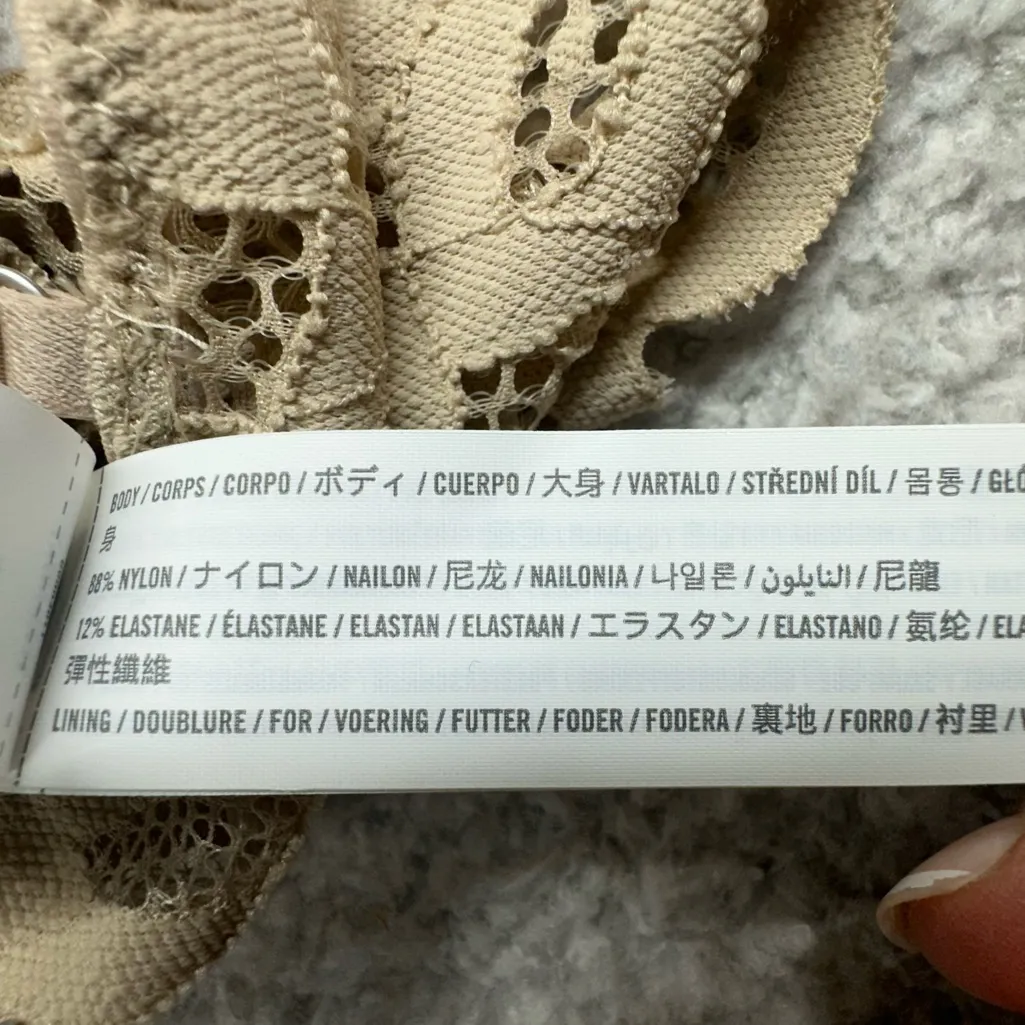 BODY / CORPS / CORPO / ボディ / CUERPO / 大身 / VARTALO / STŘEDNÍ DÍL / 몸통 /
身
88% NYLON / ナイロン / NAILON / 尼龙 / NAILONIA / 나일론 / النايلون / 尼龍
12% ELASTANE / ÉLASTANE / ELASTAN / ELASTAAN / エラスタン / ELASTANO / 氨纶 /
彈性纖維
LINING / DOUBLURE / FOR / VOERING / FUTTER / FODER / FODERA / 裏地 / FORRO / 衬里 /